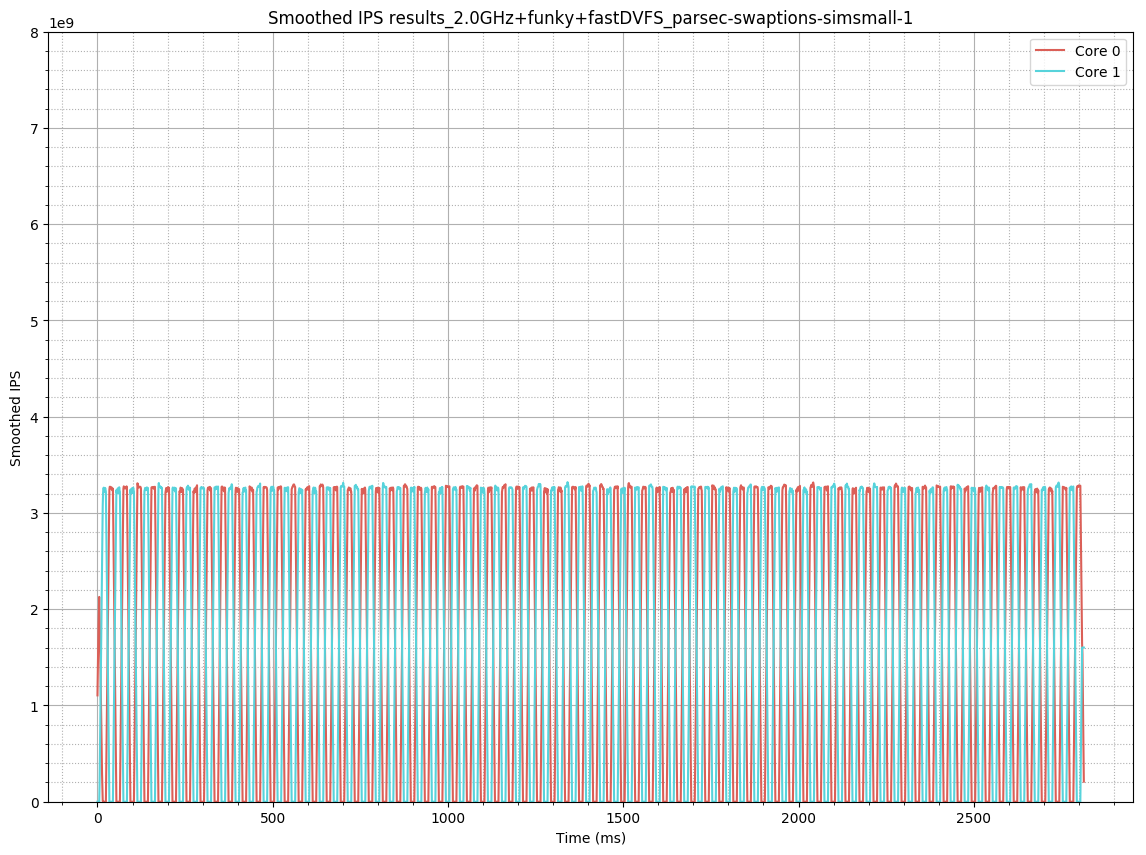 Smoothed IPS results_2.0GHz+funky+fastDVFS_parsec-swaptions-simsmall-1
1e9
Core 0
Core 1
8
7
6
5
4
3
2
1
0
Smoothed IPS
0 500 1000 1500 2000 2500
Time (ms)